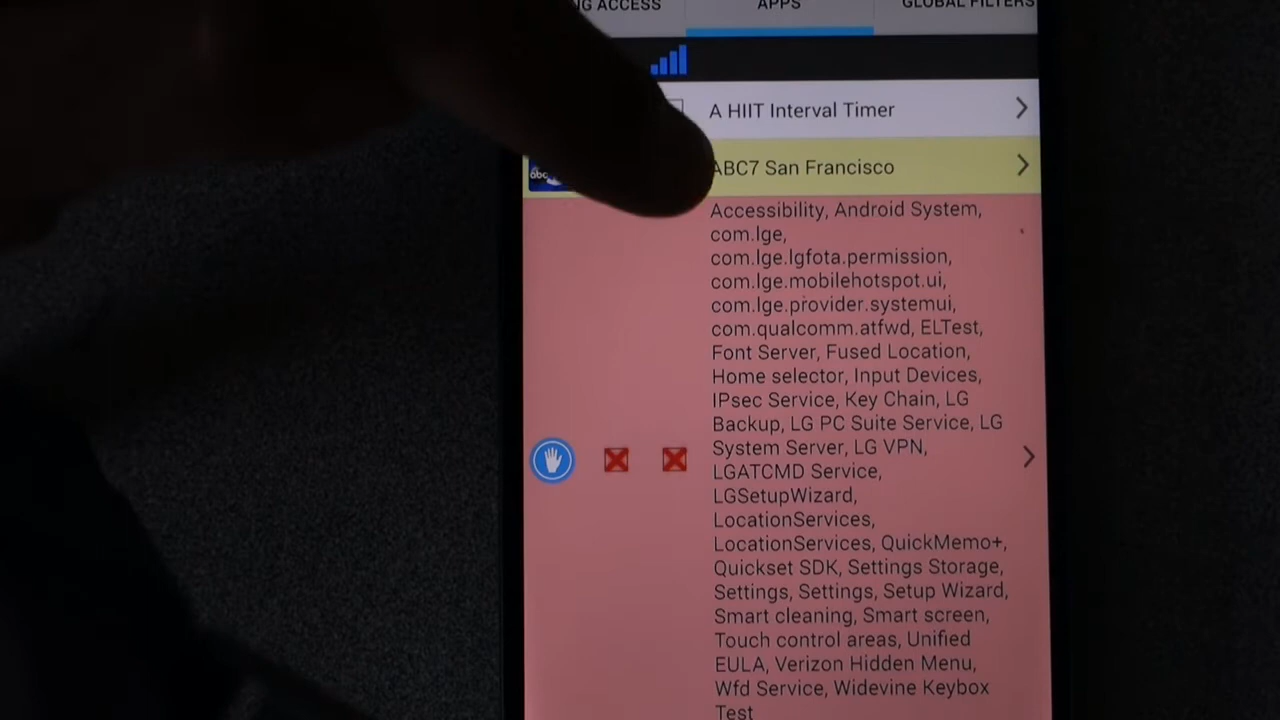 ACCESS
APPS
GLOBAL FILTERS
A HIIT Interval Timer
abc
ABC7 San Francisco
Accessibility, Android System,
com.lge,
com.lge.lgfota.permission,
com.lge.mobilehotspot.ui,
com.lge.provider.systemui,
com.qualcomm.atfwd, ELTest,
Font Server, Fused Location,
Home selector, Input Devices,
IPsec Service, Key Chain, LG
Backup, LG PC Suite Service, LG
System Server, LG VPN,
LGATCMD Service,
LGSetupWizard,
LocationServices,
LocationServices, QuickMemo+,
Quickset SDK, Settings Storage,
Settings, Settings, Setup Wizard,
Smart cleaning, Smart screen,
Touch control areas, Unified
EULA, Verizon Hidden Menu,
Wfd Service, Widevine Keybox
Test